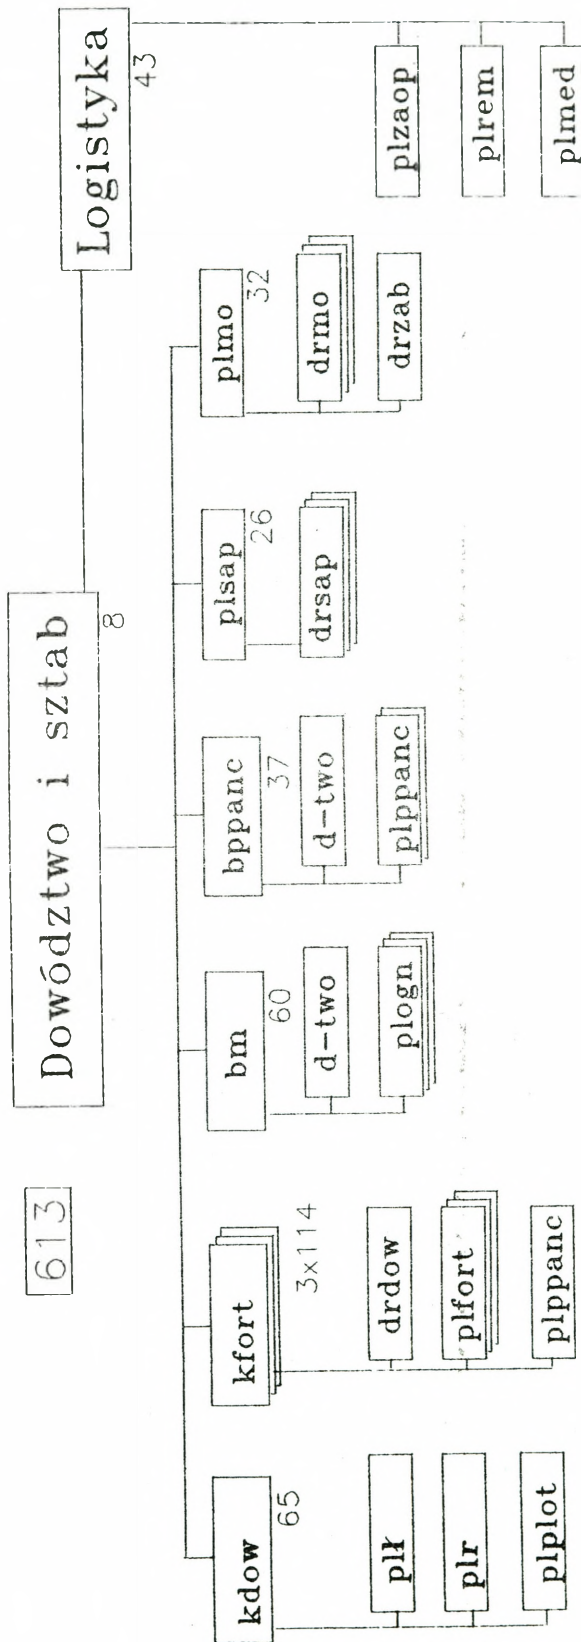 613
Dowództwo i sztab
8
Logistyka
43
kdow
65
plł
plr
plplot
kfort
3x114
drdow
plfort
plppanc
bm
60
d-two
plogn
bppanc
37
d-two
plppanc
plsap
26
drsap
plmo
32
drmo
drzab
plzaop
plrem
plmed